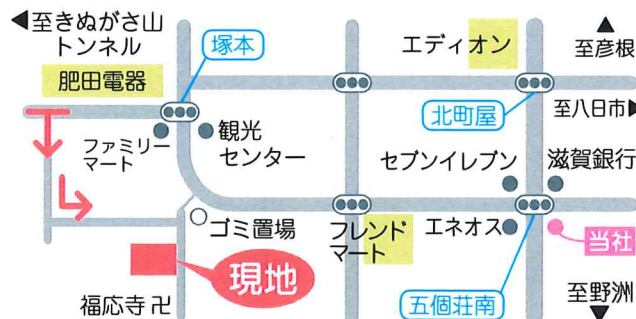 ◀至きぬがさ山
トンネル
塚本
エディオン
▲
至彦根
肥田電器
北町屋
至八日市▶
ファミリー
マート
観光
センター
セブンイレブン
滋賀銀行
ゴミ置場
フレンド
マート
エネオス
当社
現地
福応寺卍
五個荘南
至野洲
▼